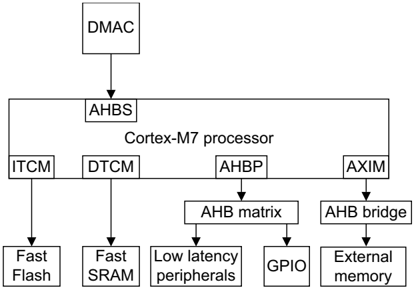 DMAC
AHBS
Cortex-M7 processor
ITCM
DTCM
AHBP
AXIM
AHB matrix
AHB bridge
Fast
Flash
Fast
SRAM
Low latency
peripherals
GPIO
External
memory